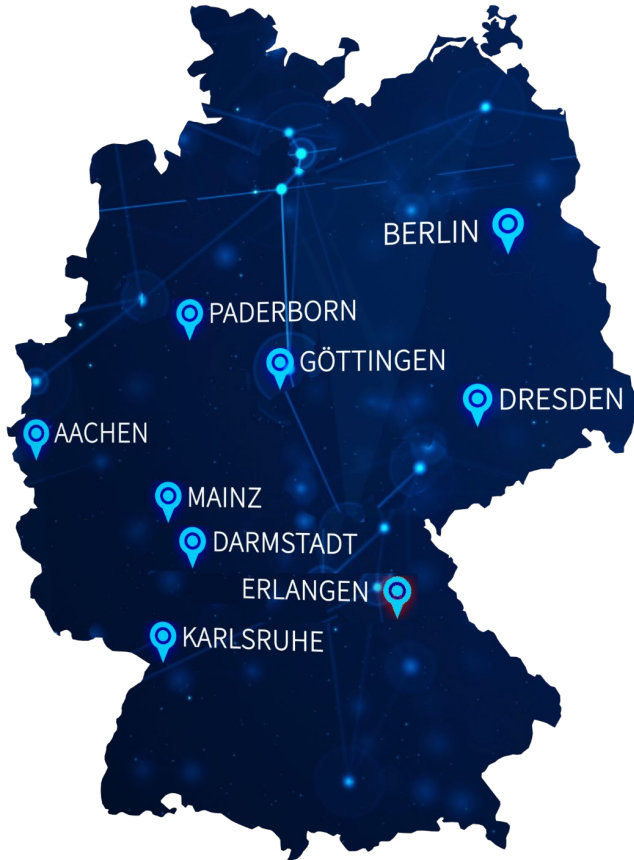 BERLIN
PADERBORN
GÖTTINGEN
DRESDEN
AACHEN
MAINZ
DARMSTADT
ERLANGEN
KARLSRUHE